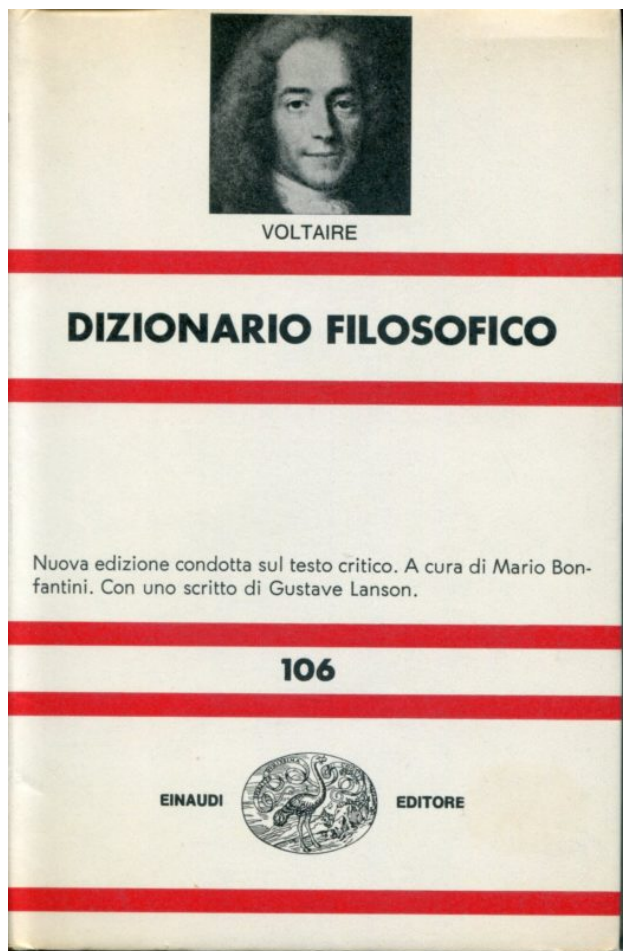 VOLTAIRE
DIZIONARIO FILOSOFICO
Nuova edizione condotta sul testo critico. A cura di Mario Bon-
fantini. Con uno scritto di Gustave Lanson.
106
EINAUDI EDITORE